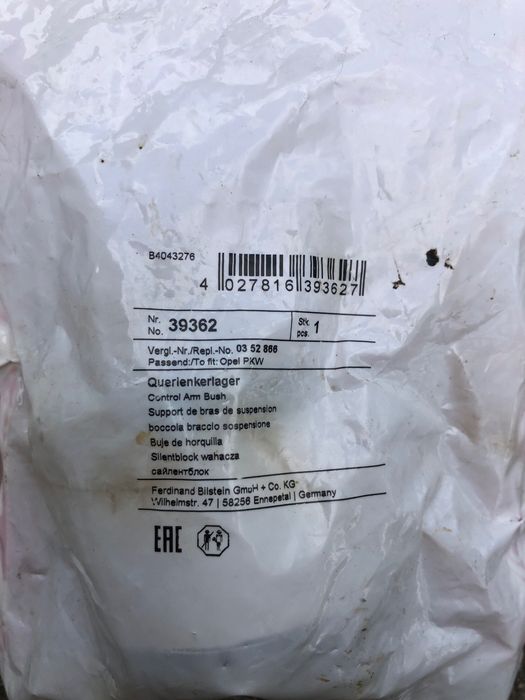 B4043276
4 027816 393627
Nr.
No. 39362
Stk.
pcs. 1
Vergl.-Nr./Repl.-No. 03 52 866
Passend:/To fit: Opel PKW
Querlenkerlager
Control Arm Bush
Support de bras de suspension
boccola braccio sospensione
Buje de horquilla
Silentblock wahacza
сайлентблок
Ferdinand Bilstein GmbH + Co. KG
Wilhelmstr. 47 | 58256 Ennepetal | Germany
EAC